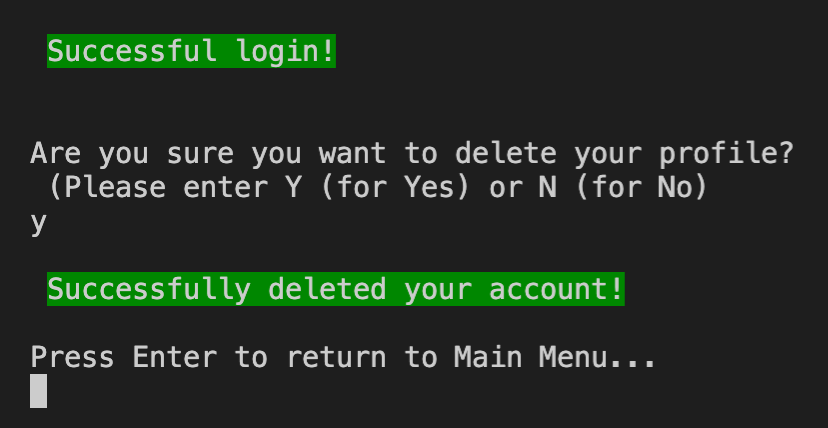 Successful login!
Are you sure you want to delete your profile?
(Please enter Y (for Yes) or N (for No)
y
Successfully deleted your account!
Press Enter to return to Main Menu...